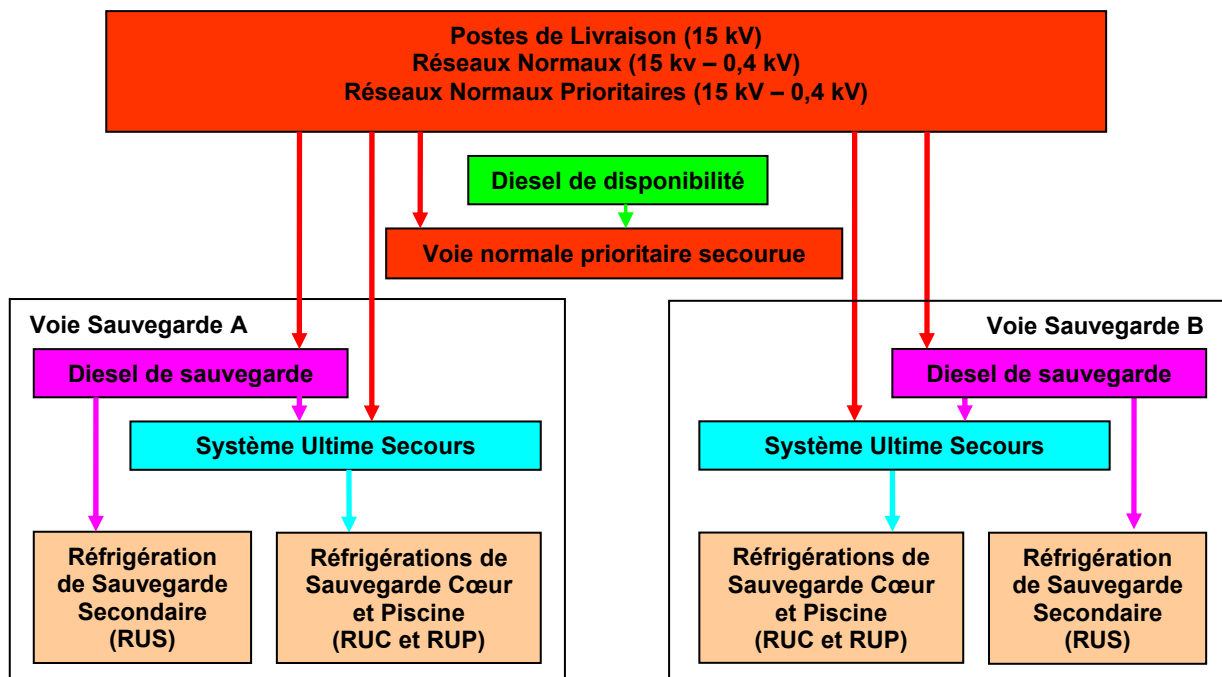 Postes de Livraison (15 kV)
Réseaux Normaux (15 kv – 0,4 kV)
Réseaux Normaux Prioritaires (15 kV – 0,4 kV)
Diesel de disponibilité
Voie normale prioritaire secourue
Voie Sauvegarde A
Diesel de sauvegarde
Système Ultime Secours
Réfrigération
de Sauvegarde
Secondaire
(RUS)
Réfrigérations de
Sauvegarde Cœur
et Piscine
(RUC et RUP)
Voie Sauvegarde B
Diesel de sauvegarde
Système Ultime Secours
Réfrigérations de
Sauvegarde Cœur
et Piscine
(RUC et RUP)
Réfrigération
de Sauvegarde
Secondaire
(RUS)